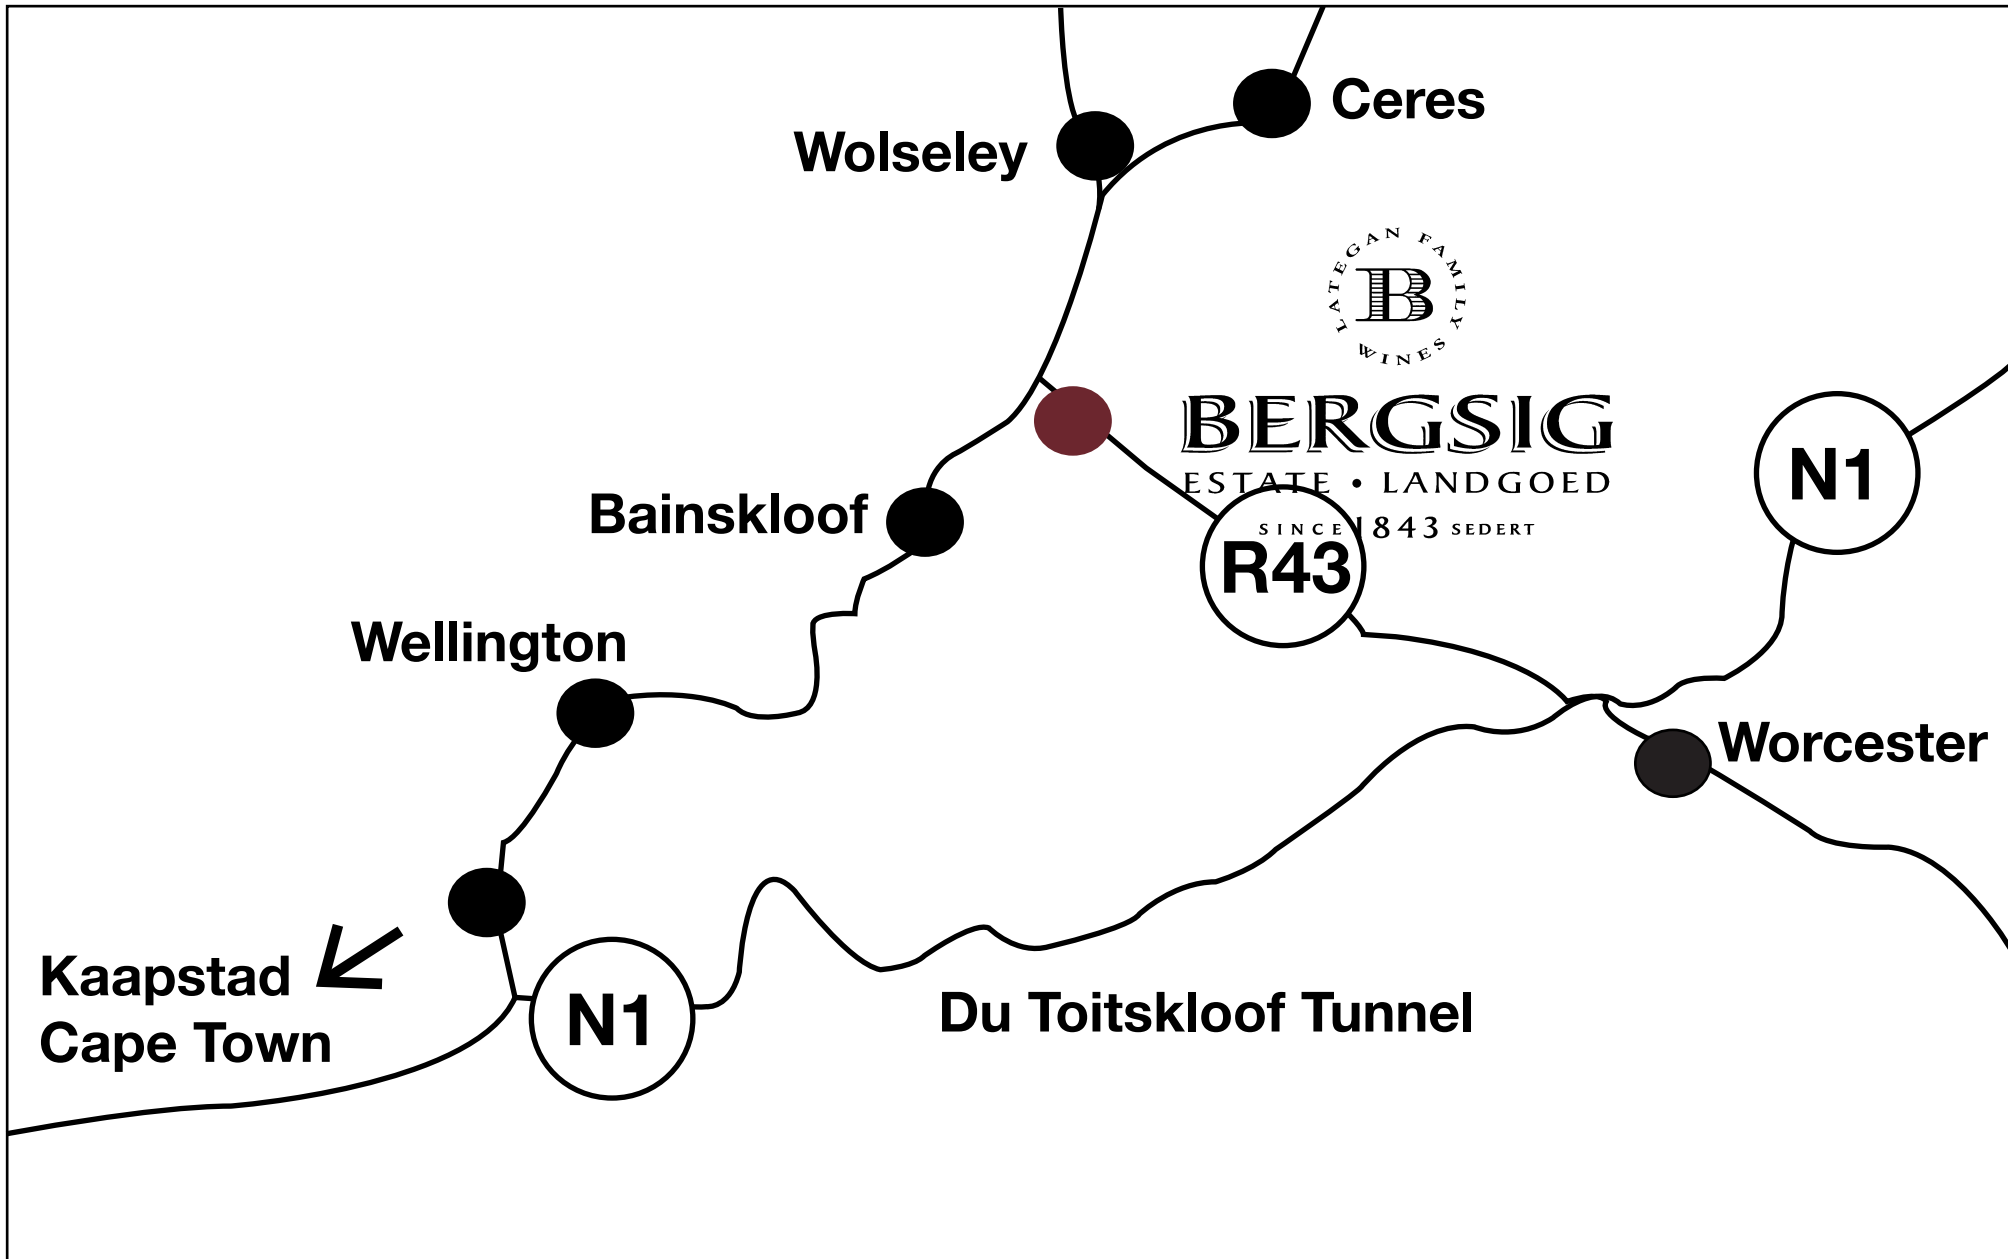 Ceres
Wolseley
LATEGAN FAMILY
B
WINES
BERGSIG
ESTATE • LANDGOED
SINCE 1843 SEDERT
N1
Bainskloof
R43
Wellington
Worcester
Kaapstad
Cape Town
N1
Du Toitskloof Tunnel